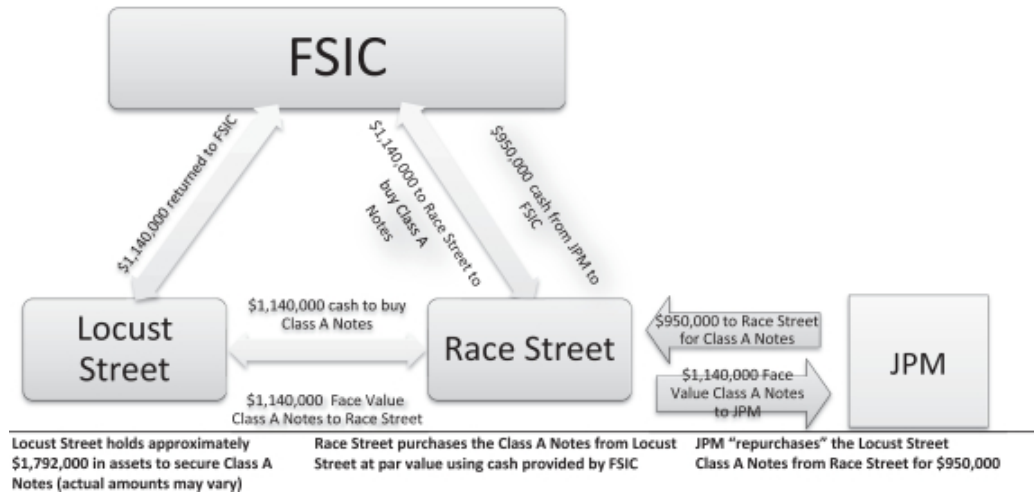 FSIC
$1,140,000 returned to FSIC
$1,140,000 to Race Street to
buy Class A
Notes
$950,000 cash from JPM to
FSIC
Locust
Street
$1,140,000 cash to buy
Class A Notes
$1,140,000 Face Value
Class A Notes to Race Street
Race Street
$950,000 to Race Street
for Class A Notes
$1,140,000 Face
Value Class A Notes
to JPM
JPM
Locust Street holds approximately
$1,792,000 in assets to secure Class A
Notes (actual amounts may vary)
Race Street purchases the Class A Notes from Locust
Street at par value using cash provided by FSIC
JPM “repurchases” the Locust Street
Class A Notes from Race Street for $950,000